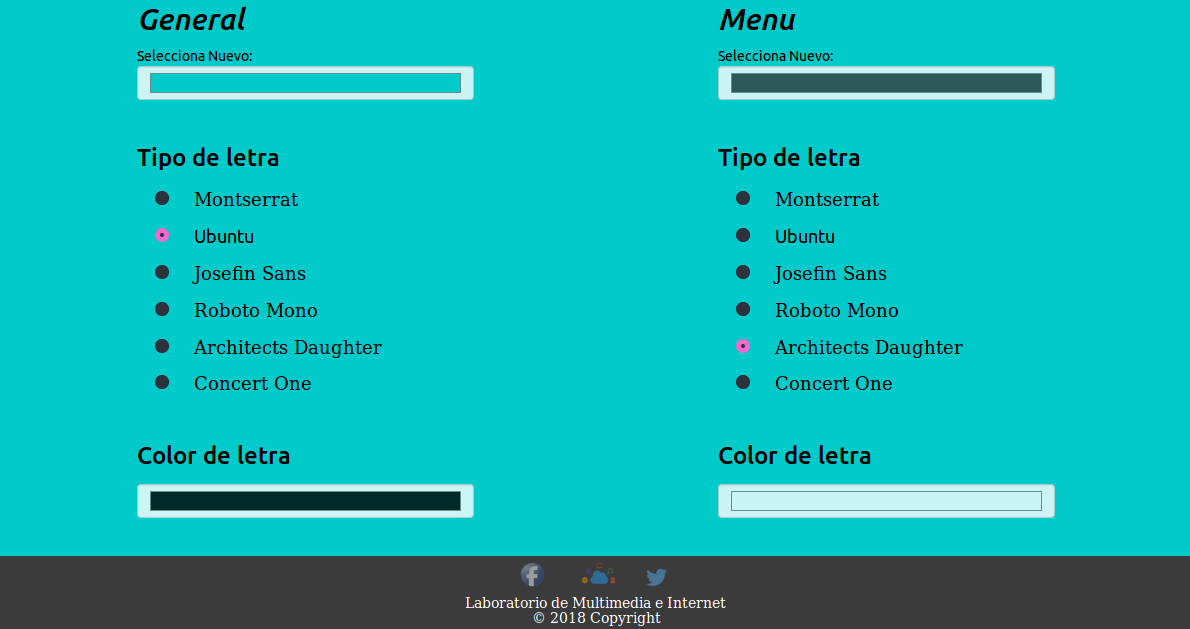 General
Selecciona Nuevo:
Tipo de letra
Montserrat
Ubuntu
Josefin Sans
Roboto Mono
Architects Daughter
Concert One
Color de letra
Menu
Selecciona Nuevo:
Tipo de letra
Montserrat
Ubuntu
Josefin Sans
Roboto Mono
Architects Daughter
Concert One
Color de letra
Laboratorio de Multimedia e Internet
© 2018 Copyright